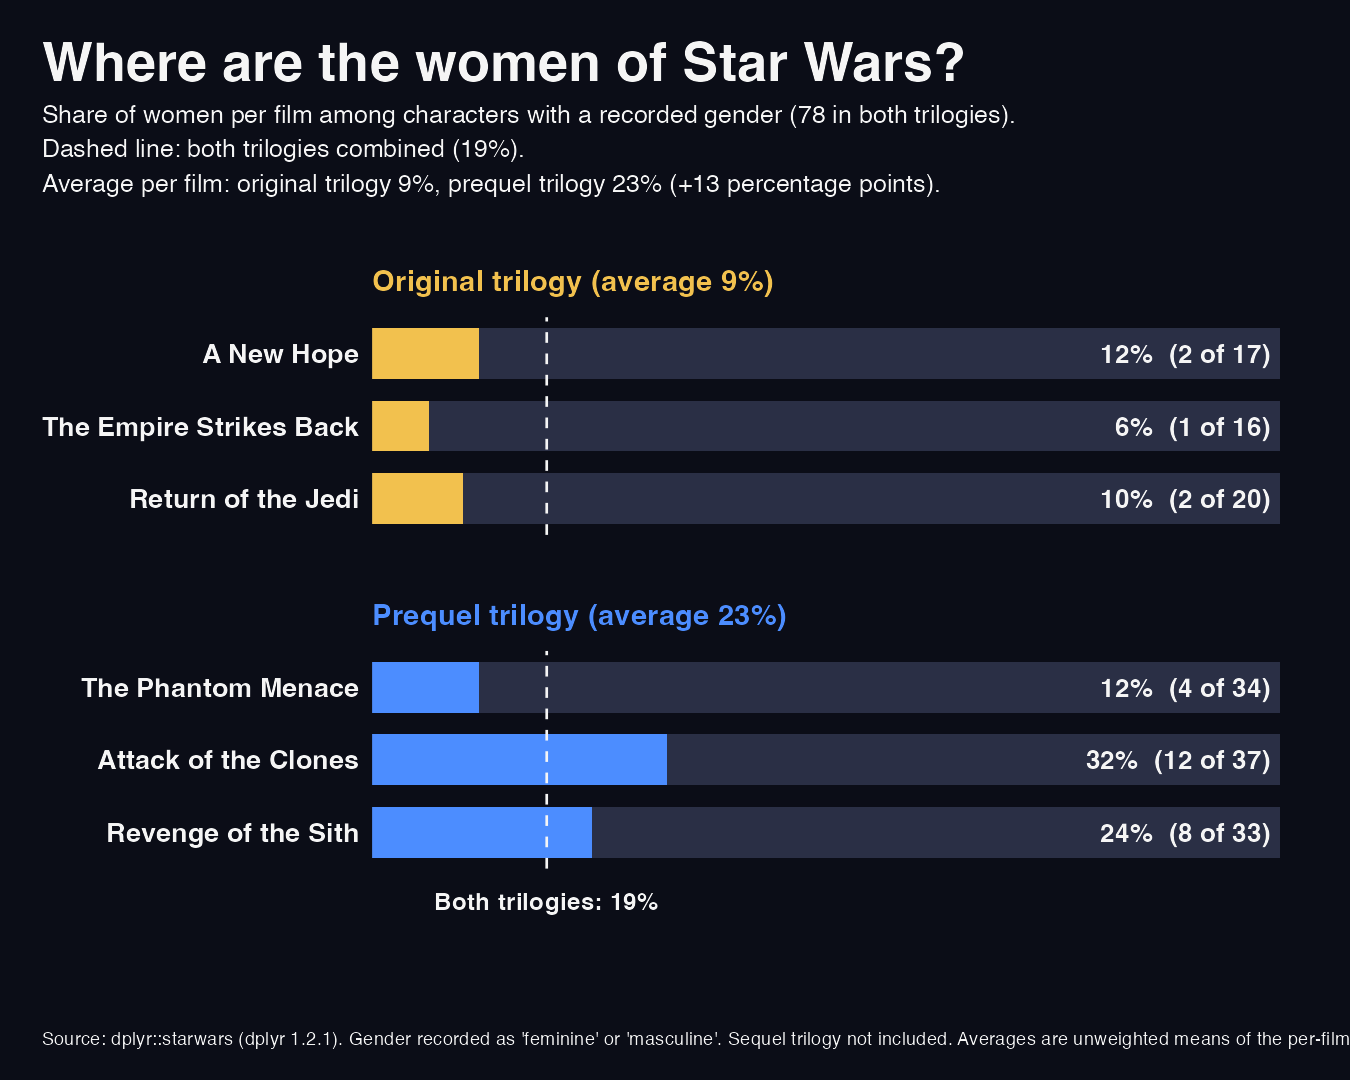 Where are the women of Star Wars?
Share of women per film among characters with a recorded gender (78 in both trilogies).
Dashed line: both trilogies combined (19%).
Average per film: original trilogy 9%, prequel trilogy 23% (+13 percentage points).
Original trilogy (average 9%)
A New Hope 12% (2 of 17)
The Empire Strikes Back 6% (1 of 16)
Return of the Jedi 10% (2 of 20)
Prequel trilogy (average 23%)
The Phantom Menace 12% (4 of 34)
Attack of the Clones 32% (12 of 37)
Revenge of the Sith 24% (8 of 33)
Both trilogies: 19%
Source: dplyr::starwars (dplyr 1.2.1). Gender recorded as 'feminine' or 'masculine'. Sequel trilogy not included. Averages are unweighted means of the per-film